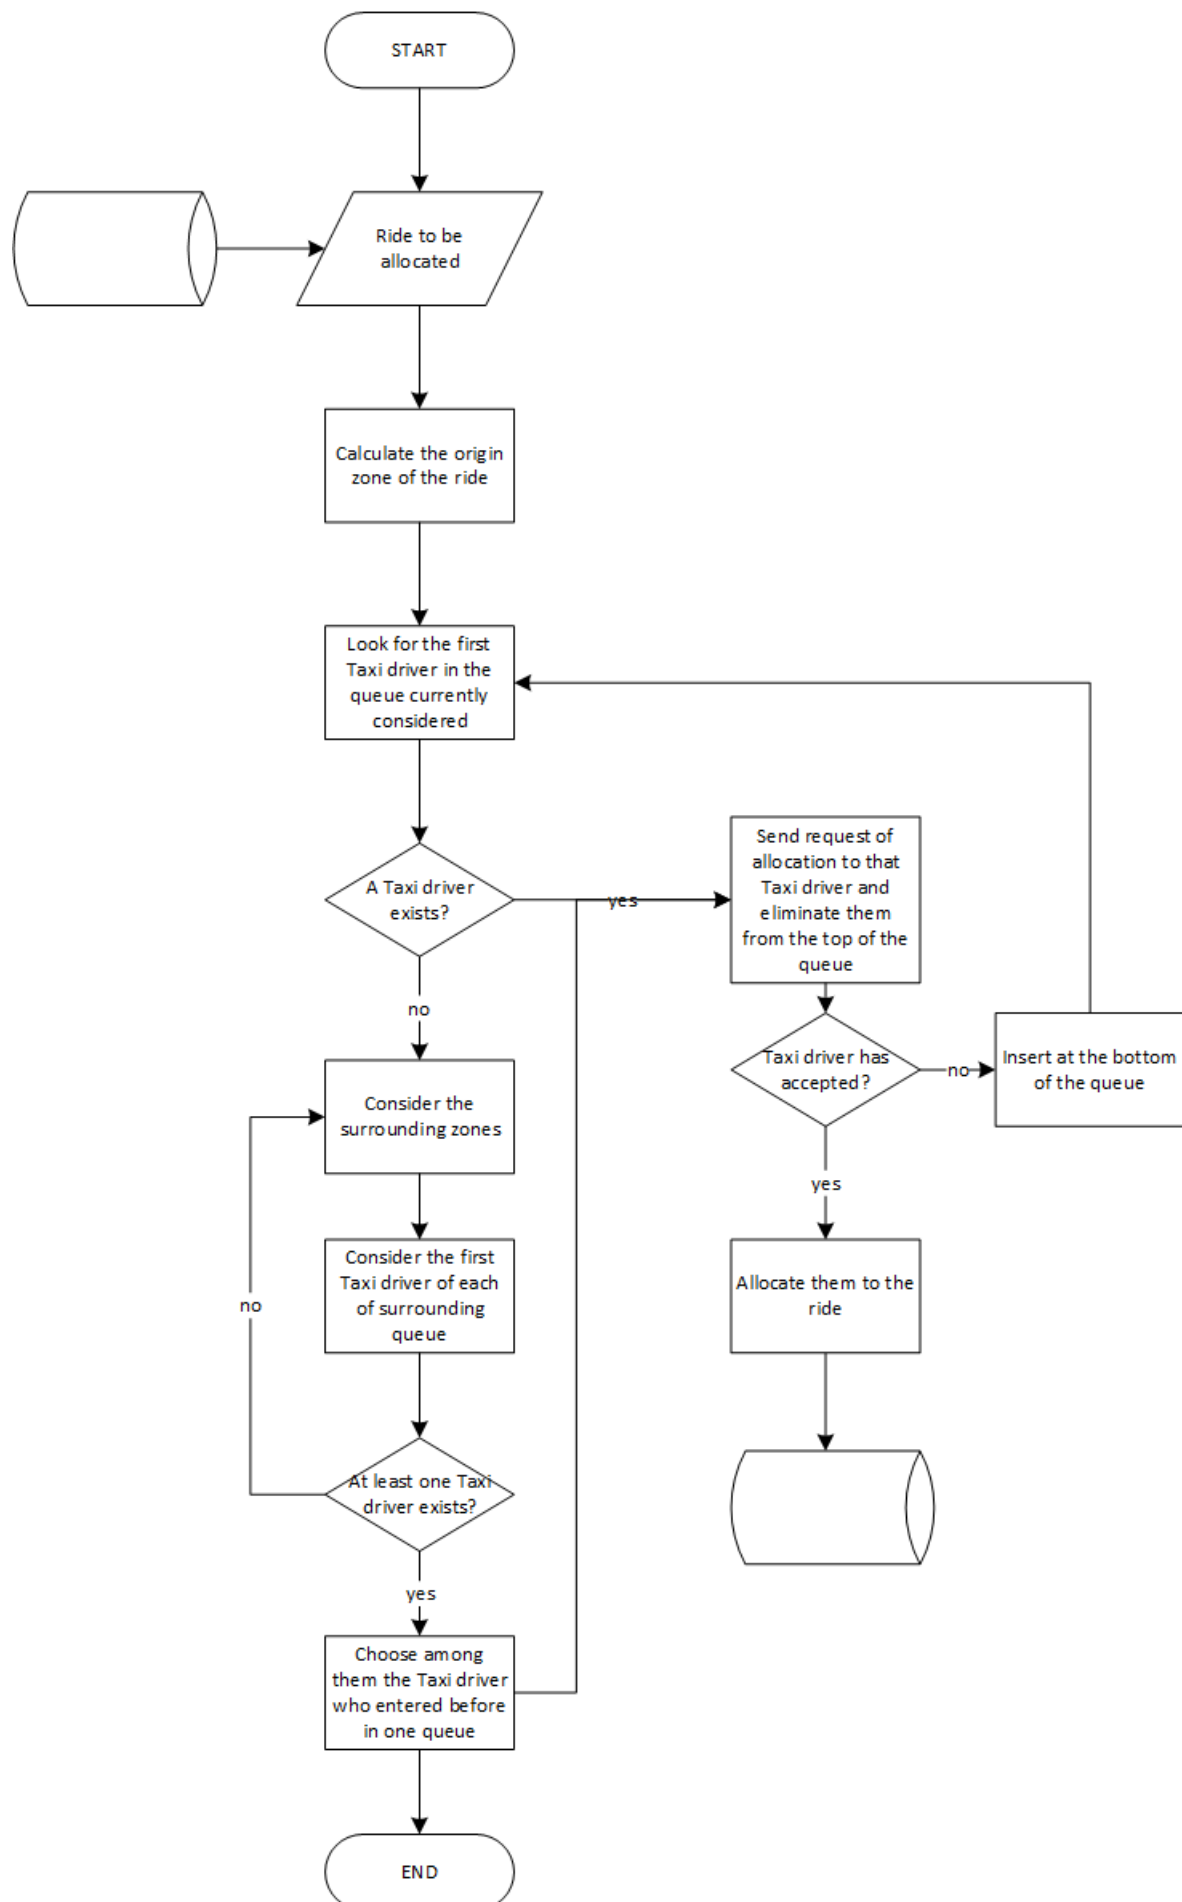 START
Ride to be
allocated
Calculate the origin
zone of the ride
Look for the first
Taxi driver in the
queue currently
considered
A Taxi driver
exists?
yes
Send request of
allocation to that
Taxi driver and
eliminate them
from the top of the
queue
no
Taxi driver has
accepted?
no
Insert at the bottom
of the queue
Consider the
surrounding zones
yes
Consider the first
Taxi driver of each
of surrounding
queue
no
Allocate them to the
ride
At least one Taxi
driver exists?
yes
Choose among
them the Taxi driver
who entered before
in one queue
END